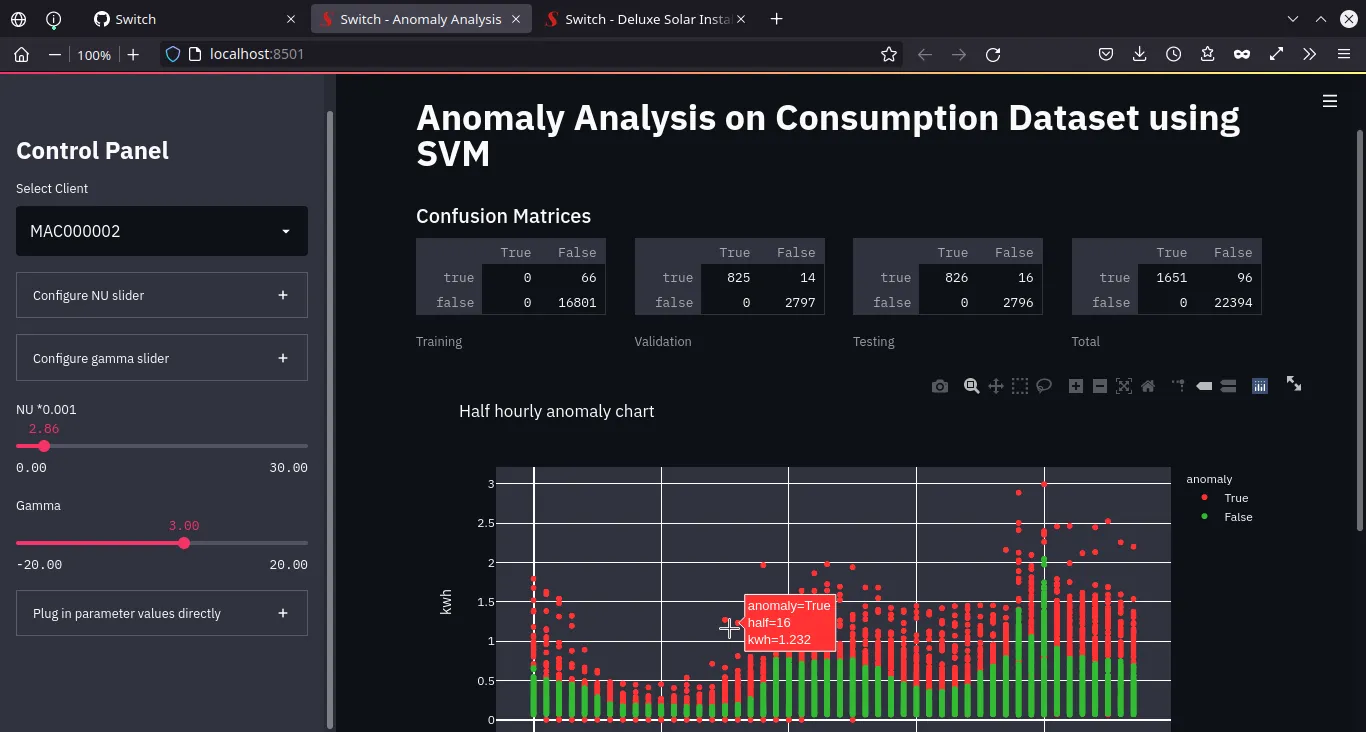 Switch
Switch - Anomaly Analysis
Switch - Deluxe Solar Insta
100%
localhost:8501
Control Panel
Select Client
MAC000002
Configure NU slider
Configure gamma slider
NU *0.001
2.86
0.00 30.00
Gamma
3.00
-20.00 20.00
Plug in parameter values directly
Anomaly Analysis on Consumption Dataset using
SVM
Confusion Matrices
True False
true 0 66
false 0 16801
Training
True False
true 825 14
false 0 2797
Validation
True False
true 826 16
false 0 2796
Testing
True False
true 1651 96
false 0 22394
Total
Half hourly anomaly chart
kwh
3
2.5
2
1.5
1
0.5
0
anomaly=True
half=16
kwh=1.232
anomaly
True
False